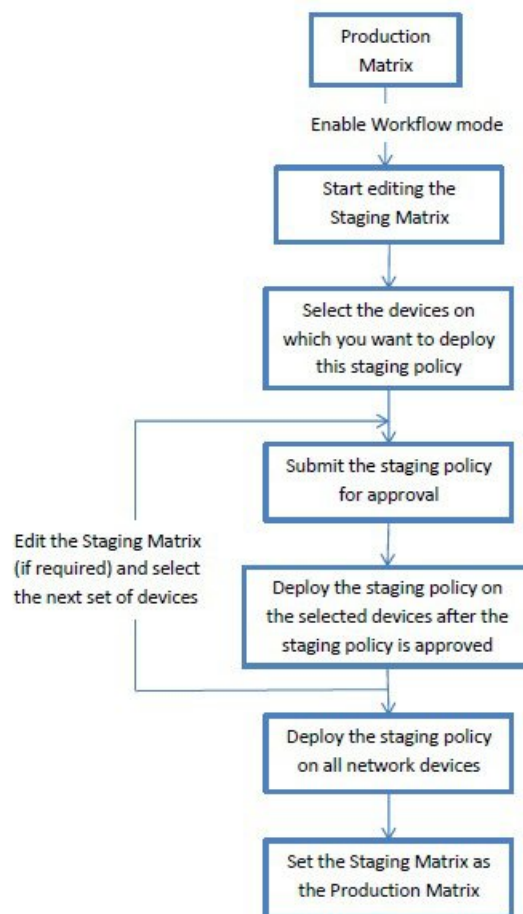 Production
Matrix
Enable Workflow mode
Start editing the
Staging Matrix
Select the devices on
which you want to deploy
this staging policy
Submit the staging policy
for approval
Edit the Staging Matrix
(if required) and select
the next set of devices
Deploy the staging policy on
the selected devices after the
staging policy is approved
Deploy the staging policy
on all network devices
Set the Staging Matrix as
the Production Matrix